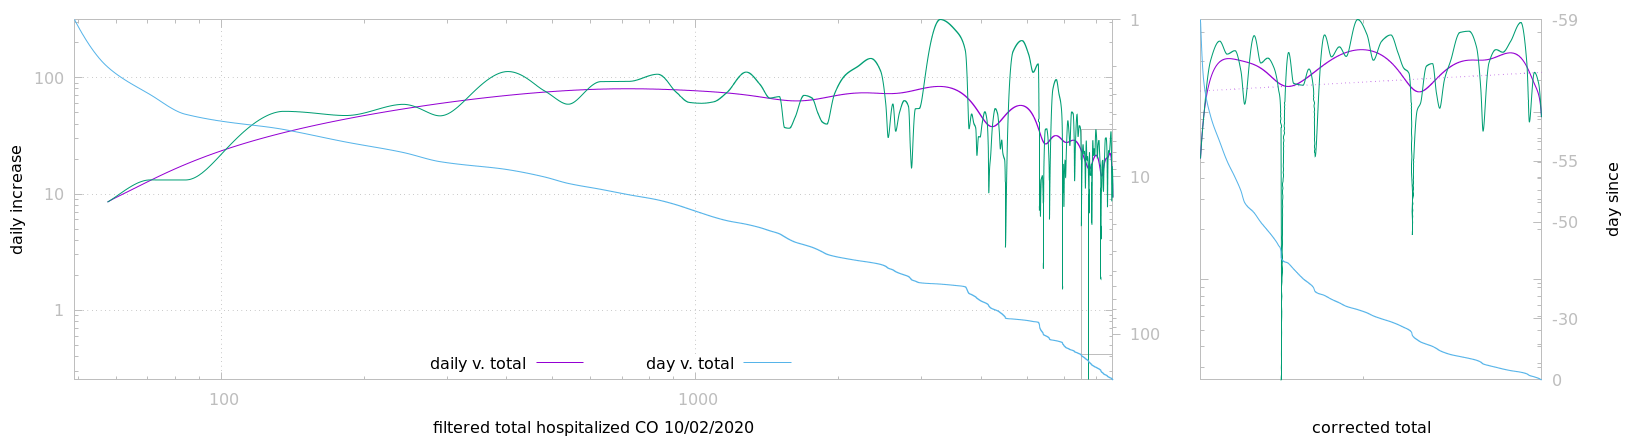 1
-59
100
10
1
daily increase
10
100
-55
-50
-30
0
day since
daily v. total
day v. total
100
1000
filtered total hospitalized CO 10/02/2020
corrected total